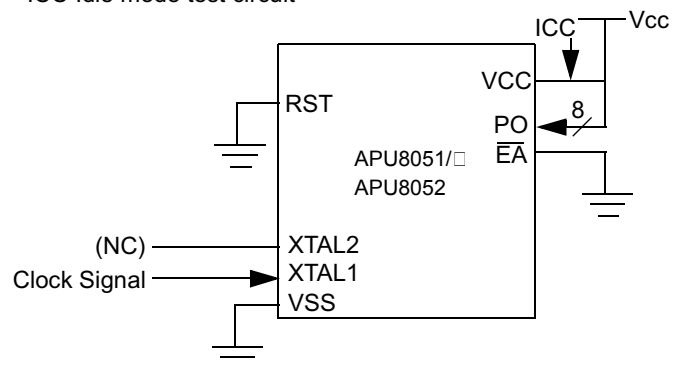 ICC Idle mode test circuit
Vcc
ICC
VCC
RST
8
PO
EA
APU8051/□
APU8052
(NC)
XTAL2
Clock Signal
XTAL1
VSS